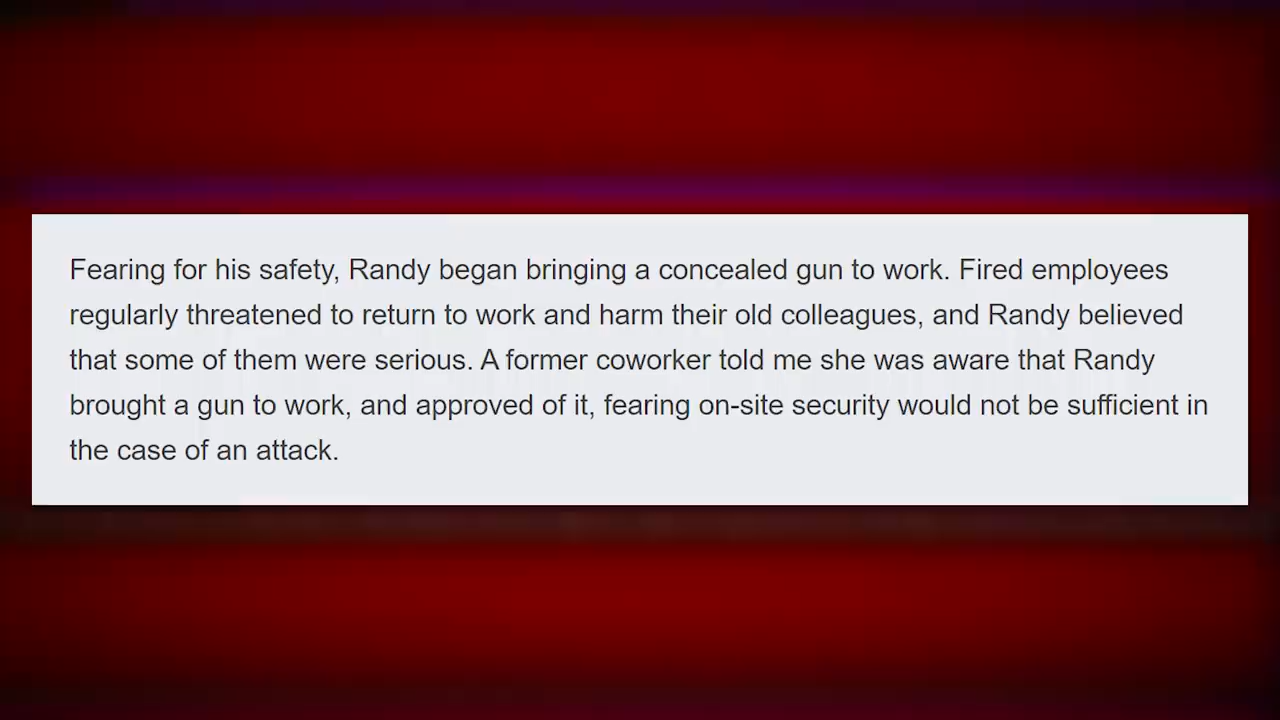 Fearing for his safety, Randy began bringing a concealed gun to work. Fired employees
regularly threatened to return to work and harm their old colleagues, and Randy believed
that some of them were serious. A former coworker told me she was aware that Randy
brought a gun to work, and approved of it, fearing on-site security would not be sufficient in
the case of an attack.